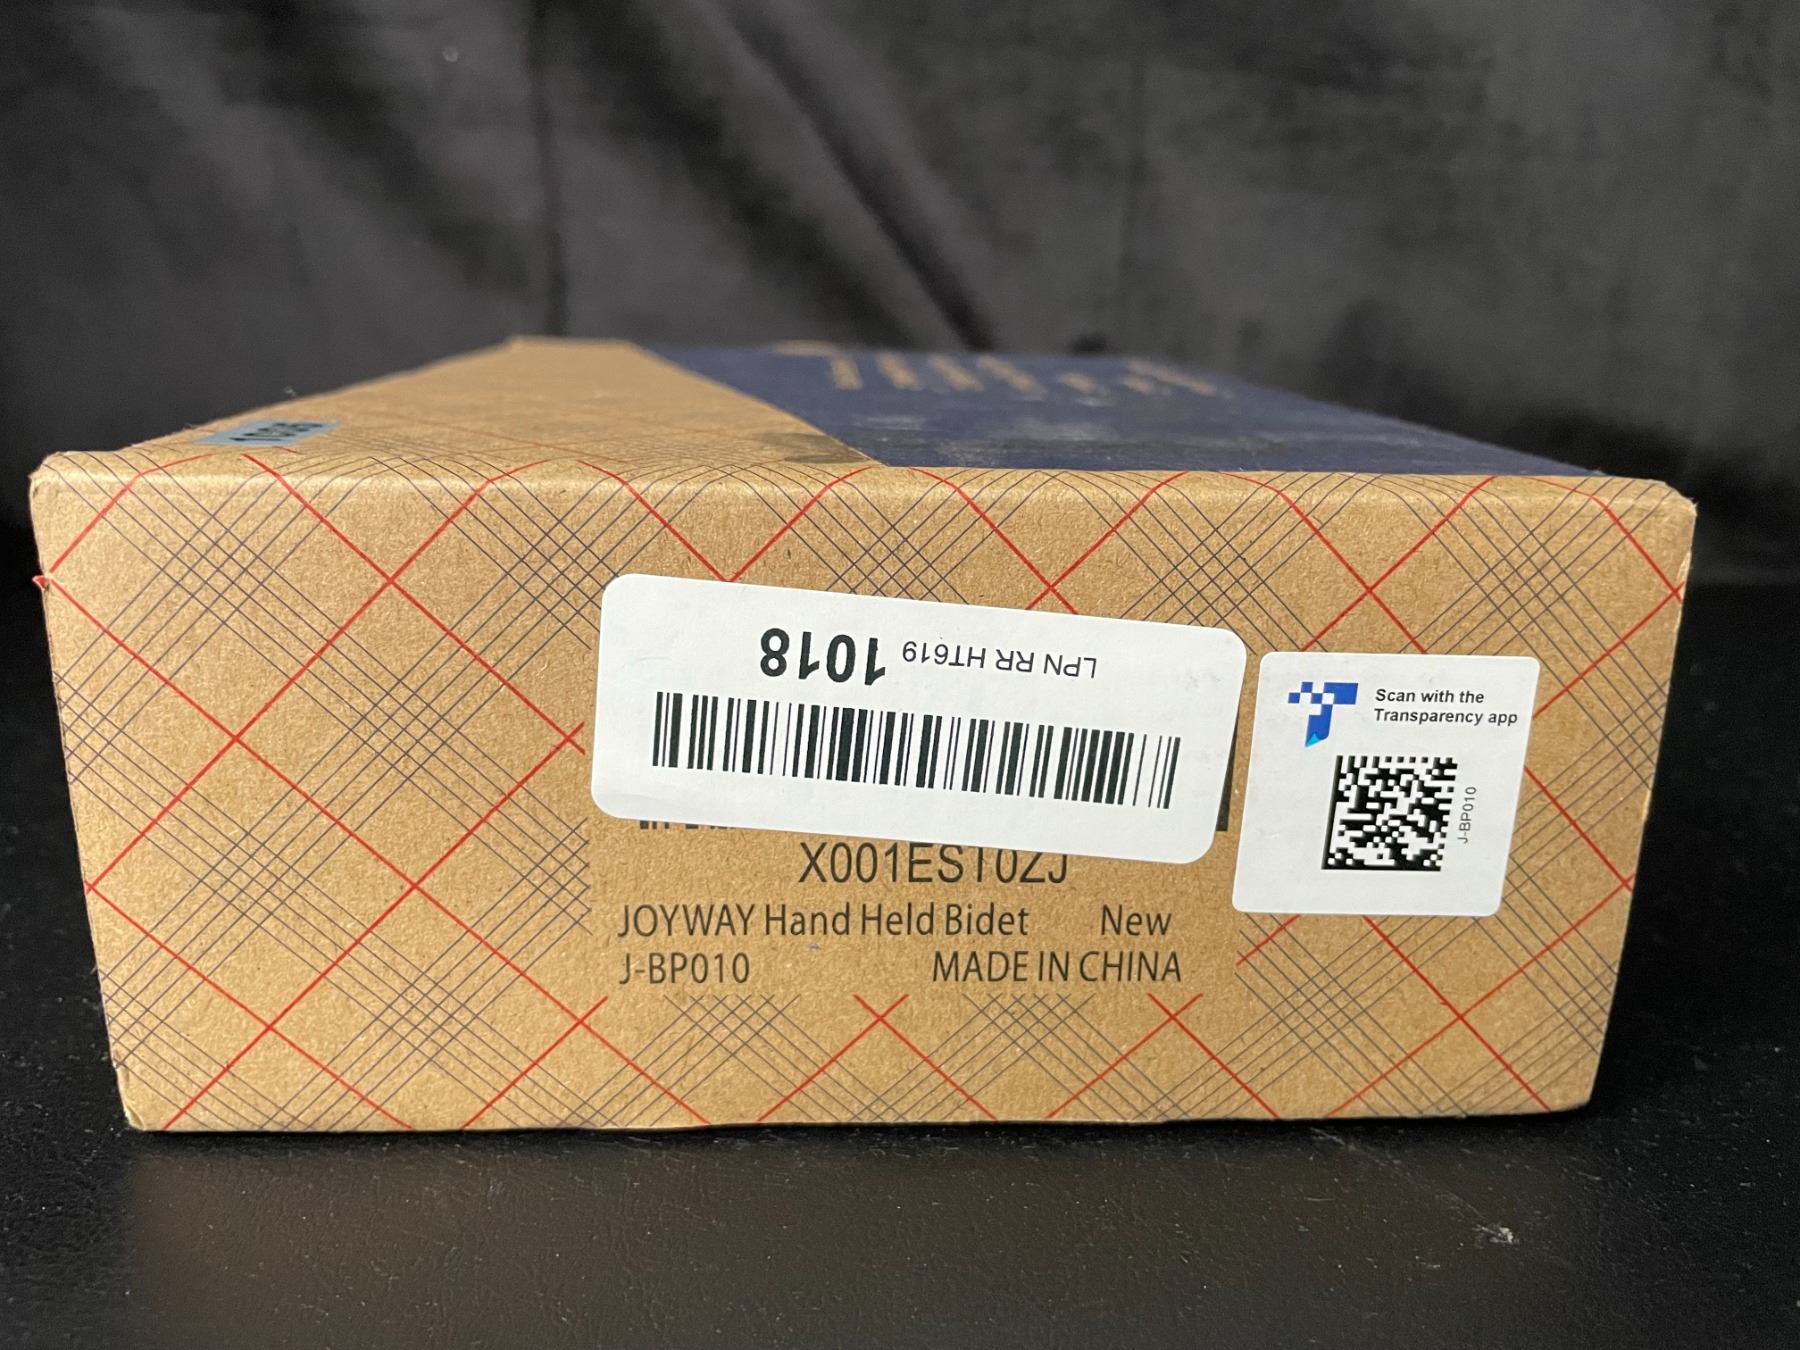 LPN RR HT619 1018
Scan with the
Transparency app
J-BP010
X001EST0ZJ
JOYWAY Hand Held Bidet New
J-BP010 MADE IN CHINA